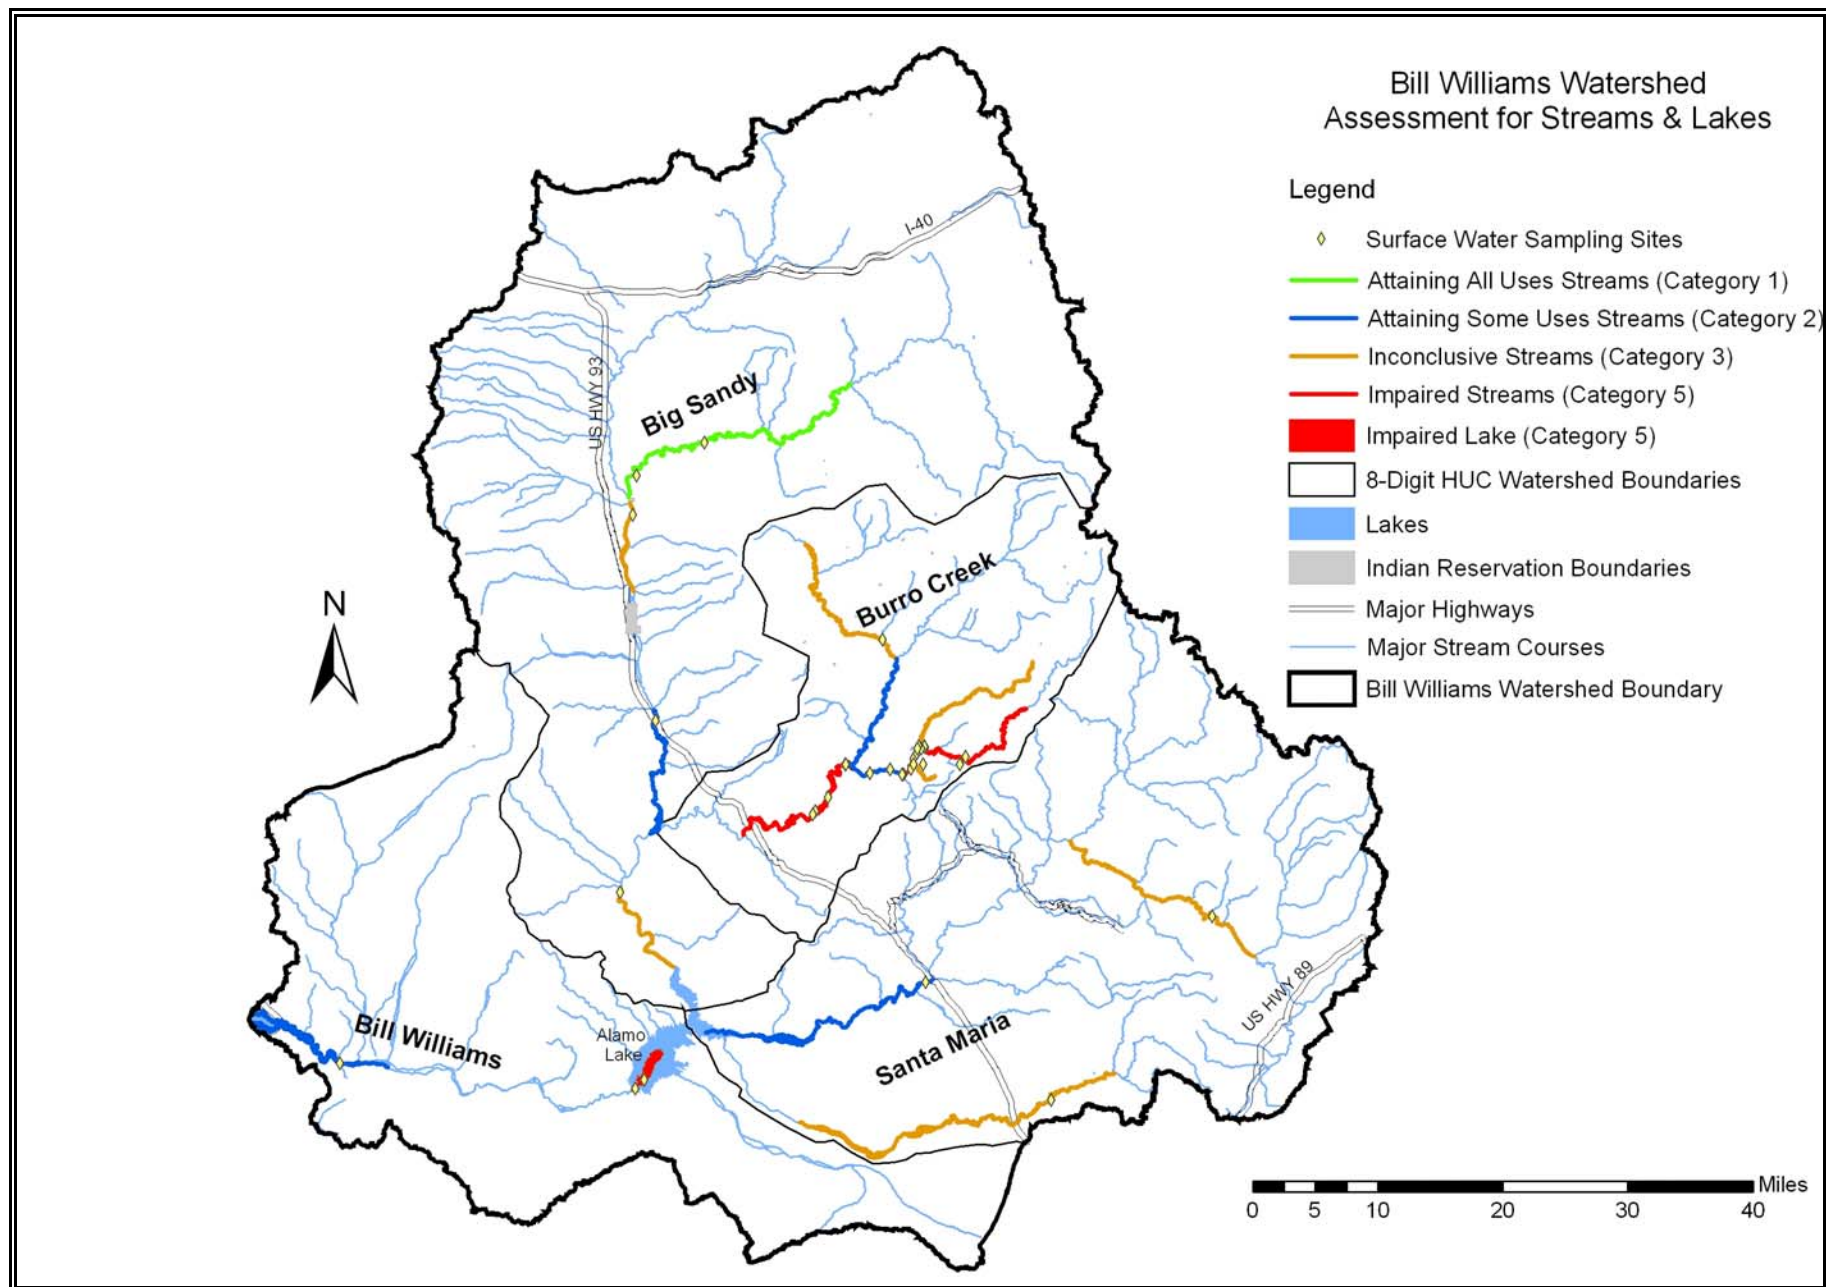 Bill Williams Watershed
Assessment for Streams & Lakes
Legend
Surface Water Sampling Sites
Attaining All Uses Streams (Category 1)
Attaining Some Uses Streams (Category 2)
Inconclusive Streams (Category 3)
Impaired Streams (Category 5)
Impaired Lake (Category 5)
8-Digit HUC Watershed Boundaries
Lakes
Indian Reservation Boundaries
Major Highways
Major Stream Courses
Bill Williams Watershed Boundary
I-40
US HWY 93
Big Sandy
Burro Creek
N
US HWY 89
Bill Williams
Alamo
Lake
Santa Maria
Miles
0 5 10 20 30 40